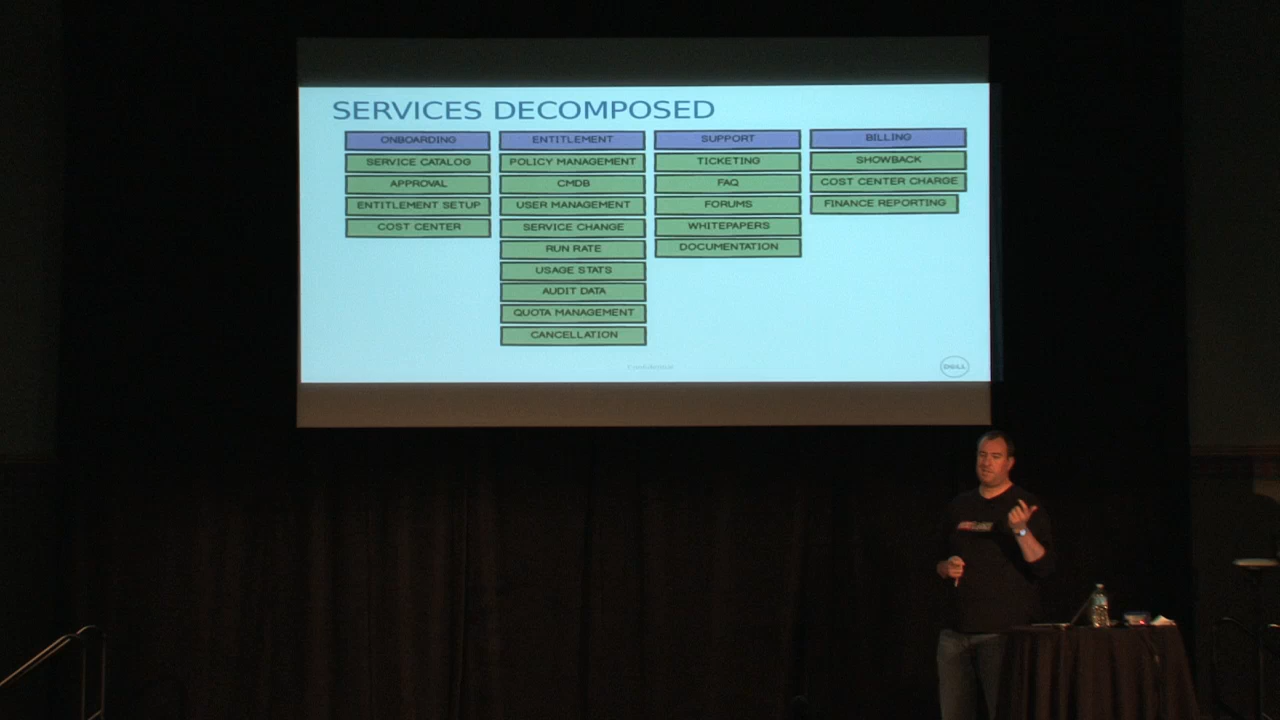 SERVICES DECOMPOSED
ONBOARDING
SERVICE CATALOG
APPROVAL
ENTITLEMENT SETUP
COST CENTER
ENTITLEMENT
POLICY MANAGEMENT
CMDB
USER MANAGEMENT
SERVICE CHANGE
RUN RATE
USAGE STATS
AUDIT DATA
QUOTA MANAGEMENT
CANCELLATION
SUPPORT
TICKETING
FAQ
FORUMS
WHITEPAPERS
DOCUMENTATION
BILLING
SHOWBACK
COST CENTER CHARGE
FINANCE REPORTING
DELL